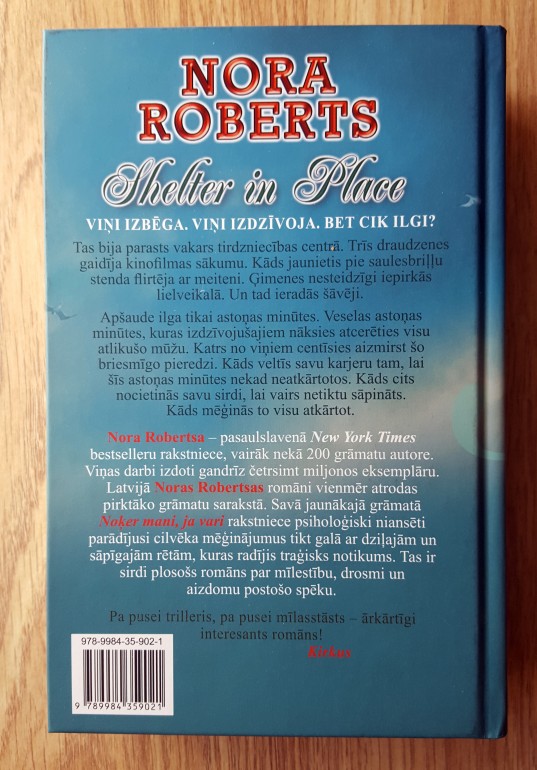 NORA
ROBERTS
Shelter in Place
VIŅI IZBĒGA. VIŅI IZDZĪVOJA. BET CIK ILGI?
Tas bija parasts vakars tirdzniecības centrā. Trīs draudzenes
gaidīja kinofilmas sākumu. Kāds jaunietis pie saulesbriļļu
stenda flirtēja ar meiteni. Ģimenes nesteidzīgi iepirkās
lielveikalā. Un tad ieradās šāvēji.
Apšaude ilga tikai astoņas minūtes. Veselas astoņas
minūtes, kuras izdzīvojušajiem nāksies atcerēties visu
atlikušo mūžu. Katrs no viņiem centīsies aizmirst šo
briesmīgo pieredzi. Kāds veltīs savu karjeru tam, lai
šīs astoņas minūtes nekad neatkārtotos. Kāds cits
nocietinās savu sirdi, lai vairs netiktu sāpināts.
Kāds mēģinās to visu atkārtot.
Nora Robertsa – pasaulslavenā New York Times
bestselleru rakstniece, vairāk nekā 200 grāmatu autore.
Viņas darbi izdoti gandrīz četrsimt miljonos eksemplāru.
Latvijā Noras Robertsas romāni vienmēr atrodas
pirktāko grāmatu sarakstā. Savā jaunākajā grāmatā
Noķer mani, ja vari rakstniece psiholoģiski niansēti
parādījusi cilvēka mēģinājumus tikt galā ar dziļajām un
sāpīgajām rētām, kuras radījis traģisks notikums. Tas ir
sirdi plosošs romāns par mīlestību, drosmi un
aizdomu postošo spēku.
Pa pusei trilleris, pa pusei mīlasstāsts – ārkārtīgi
interesants romāns!
Kirkus
978-9984-35-902-1
9 789984 359021